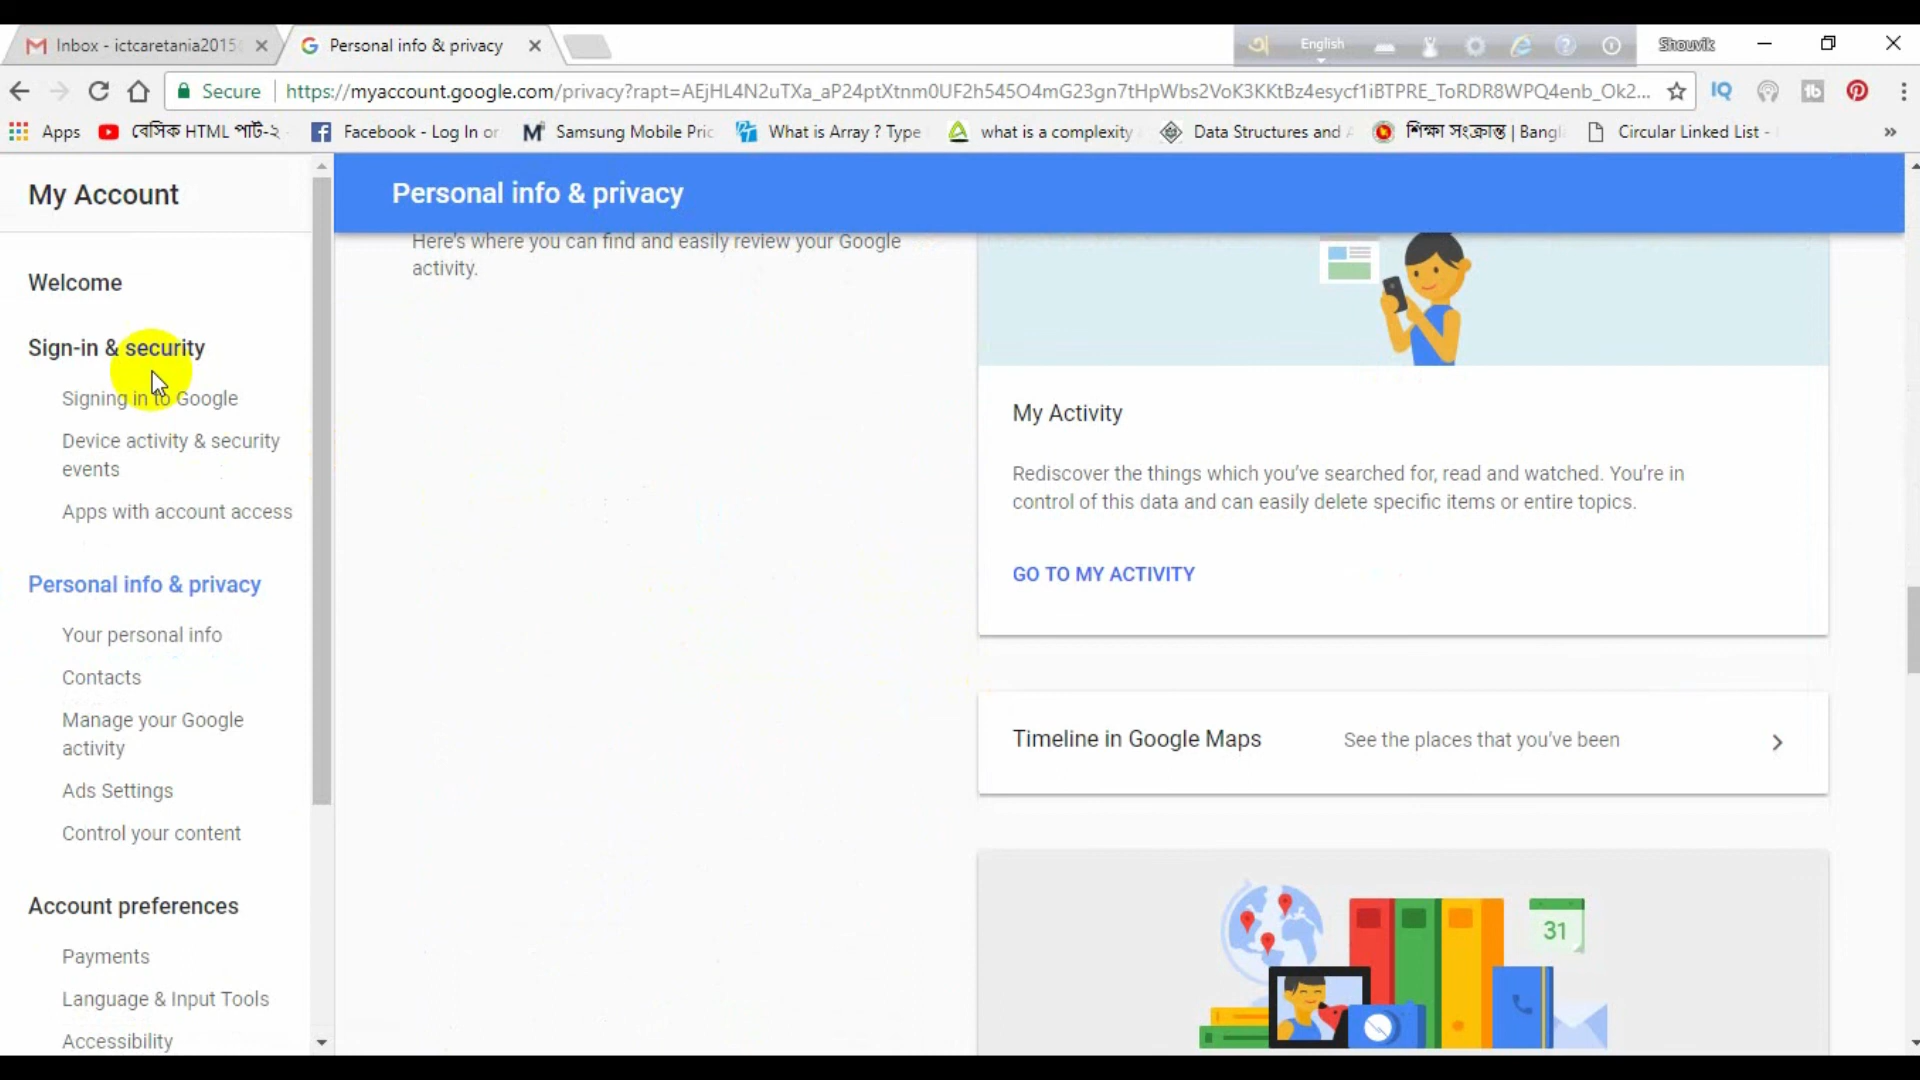 Inbox - ictcaretania2015
Personal info & privacy
English
Shouvik
Secure
https://myaccount.google.com/privacy?rapt=AEjHL4N2uTXa_aP24ptXtnm0UF2h545O4mG23gn7tHpWbs2VoK3KKtBz4esycf1iBTPRE_ToRDR8WPQ4enb_Ok2...
Apps
বেসিক HTML পার্ট-২
Facebook - Log In or
Samsung Mobile Pric
What is Array ? Type
what is a complexity
Data Structures and
শিক্ষা সংক্রান্ত | Bangl
Circular Linked List -
My Account
Personal info & privacy
Welcome
Sign-in & security
Signing in to Google
Device activity & security
events
Apps with account access
Personal info & privacy
Your personal info
Contacts
Manage your Google
activity
Ads Settings
Control your content
Account preferences
Payments
Language & Input Tools
Accessibility
Here's where you can find and easily review your Google
activity.
My Activity
Rediscover the things which you've searched for, read and watched. You're in
control of this data and can easily delete specific items or entire topics.
GO TO MY ACTIVITY
Timeline in Google Maps
See the places that you've been
31